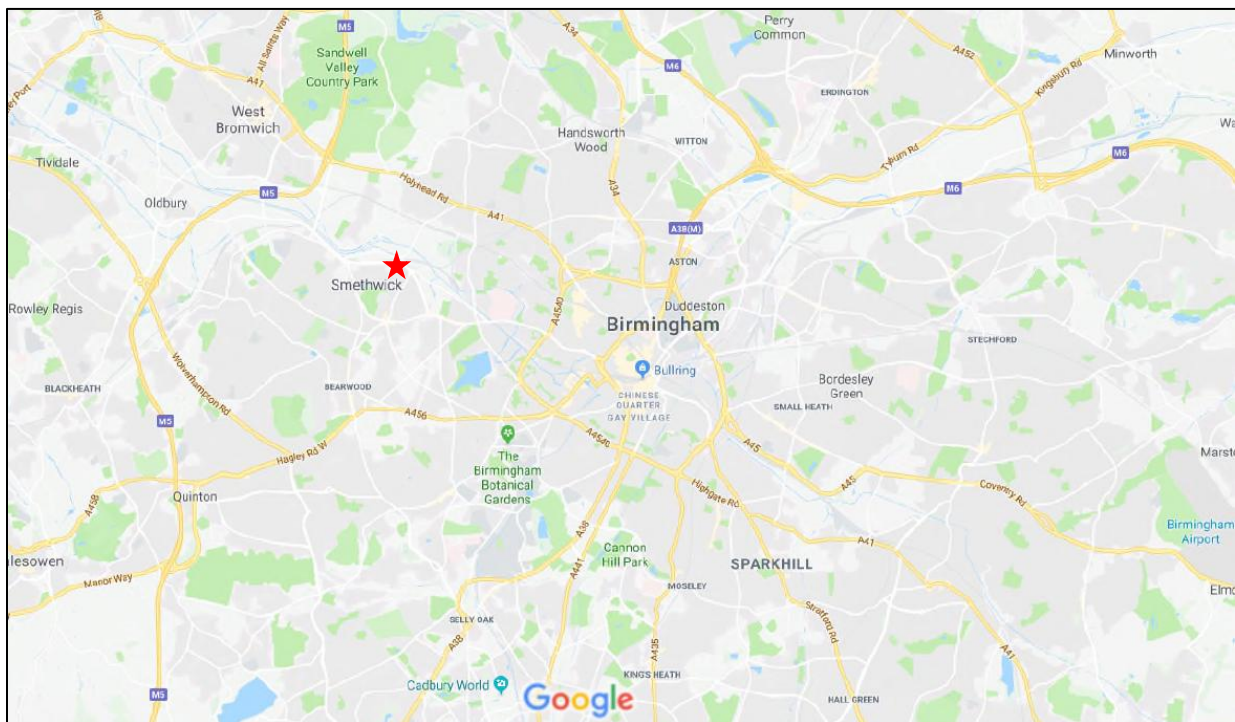 A34
Perry
Common
M5
All Saints Way
Sandwell
Valley
Country Park
A452
Minworth
M6
Kingsbury Rd
A41
ERDINGTON
West
Bromwich
Handsworth
Wood
WITTON
Tividale
Tyburn Rd
M6
Holyhead Rd
A34
M5
M6
Oldbury
A41
A38(M)
ASTON
Smethwick
Rowley Regis
A4540
Duddeston
Birmingham
STECHFORD
Wolverhampton Rd
Bullring
BLACKHEATH
BEARWOOD
Bordesley
Green
CHINESE
QUARTER
GAY VILLAGE
SMALL HEATH
M5
A456
A4540
A45
Hagley Rd W
The
Birmingham
Botanical
Gardens
Marst
A458
Quinton
Highgate Rd
A45
Coventry Rd
A38
Birmingham
Airport
A441
Cannon
Hill Park
A41
lesowen
SPARKHILL
Manor Way
MOSELEY
Elm
Stratford Rd
SELLY OAK
A38
A435
A41
KINGS HEATH
Cadbury World
M5
Google
HALL GREEN